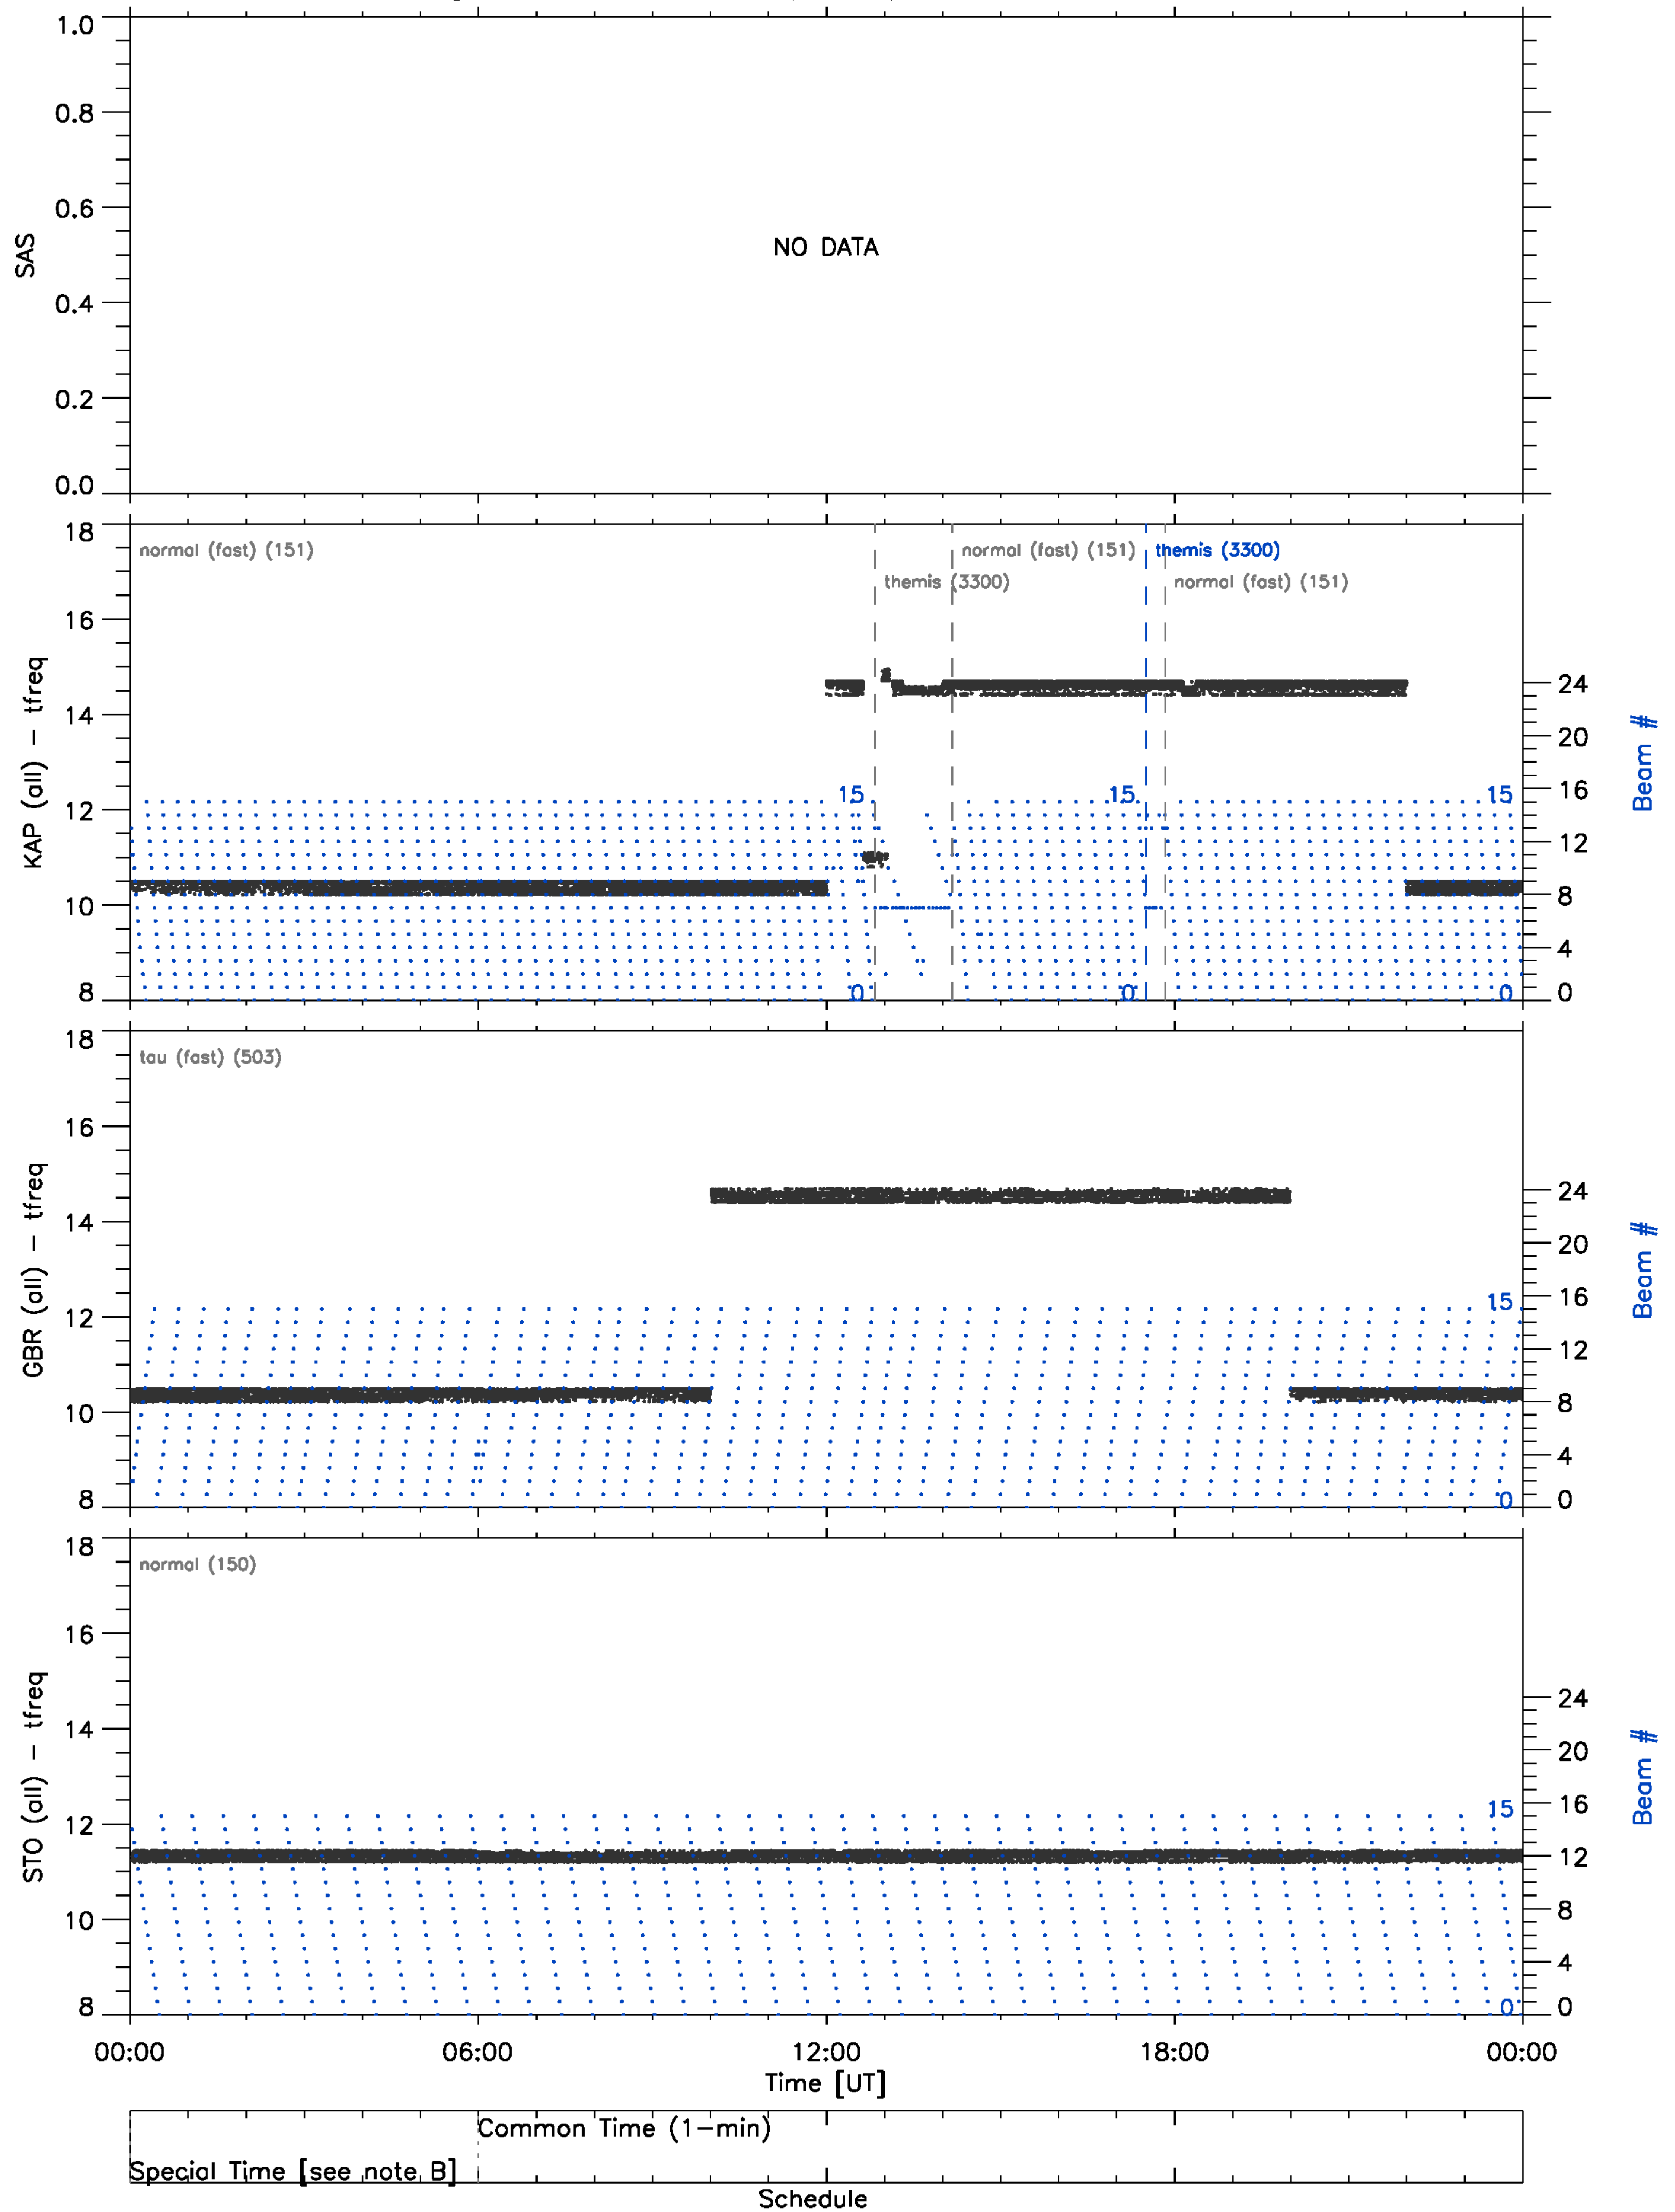 1.0
0.8
0.6
0.4
0.2
0.0
SAS
NO DATA
18
16
14
12
10
8
KAP (all) – tfreq
normal (fast) (151)
themis (3300)
normal (fast) (151)
themis (3300)
normal (fast) (151)
15
15
15
0
0
0
24
20
16
12
8
4
0
Beam #
18
16
14
12
10
8
GBR (all) – tfreq
tau (fast) (503)
15
0
24
20
16
12
8
4
0
Beam #
18
16
14
12
10
8
STO (all) – tfreq
normal (150)
15
0
24
20
16
12
8
4
0
Beam #
00:00 06:00 12:00 18:00 00:00
Time [UT]
Common Time (1–min)
Special Time [see note B]
Schedule